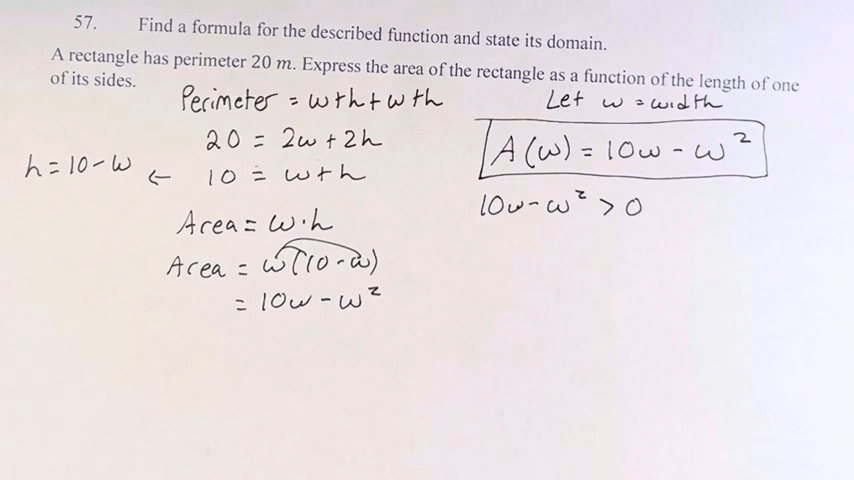 57. Find a formula for the described function and state its domain.
A rectangle has perimeter 20 m. Express the area of the rectangle as a function of the length of one
of its sides.
Perimeter = w+h+w+h
20 = 2w + 2h
h = 10 - w ← 10 = w+h
Area = w·h
Area = w(10-w)
= 10w - w²
Let w = width
A(w) = 10w - w²
10w - w² > 0